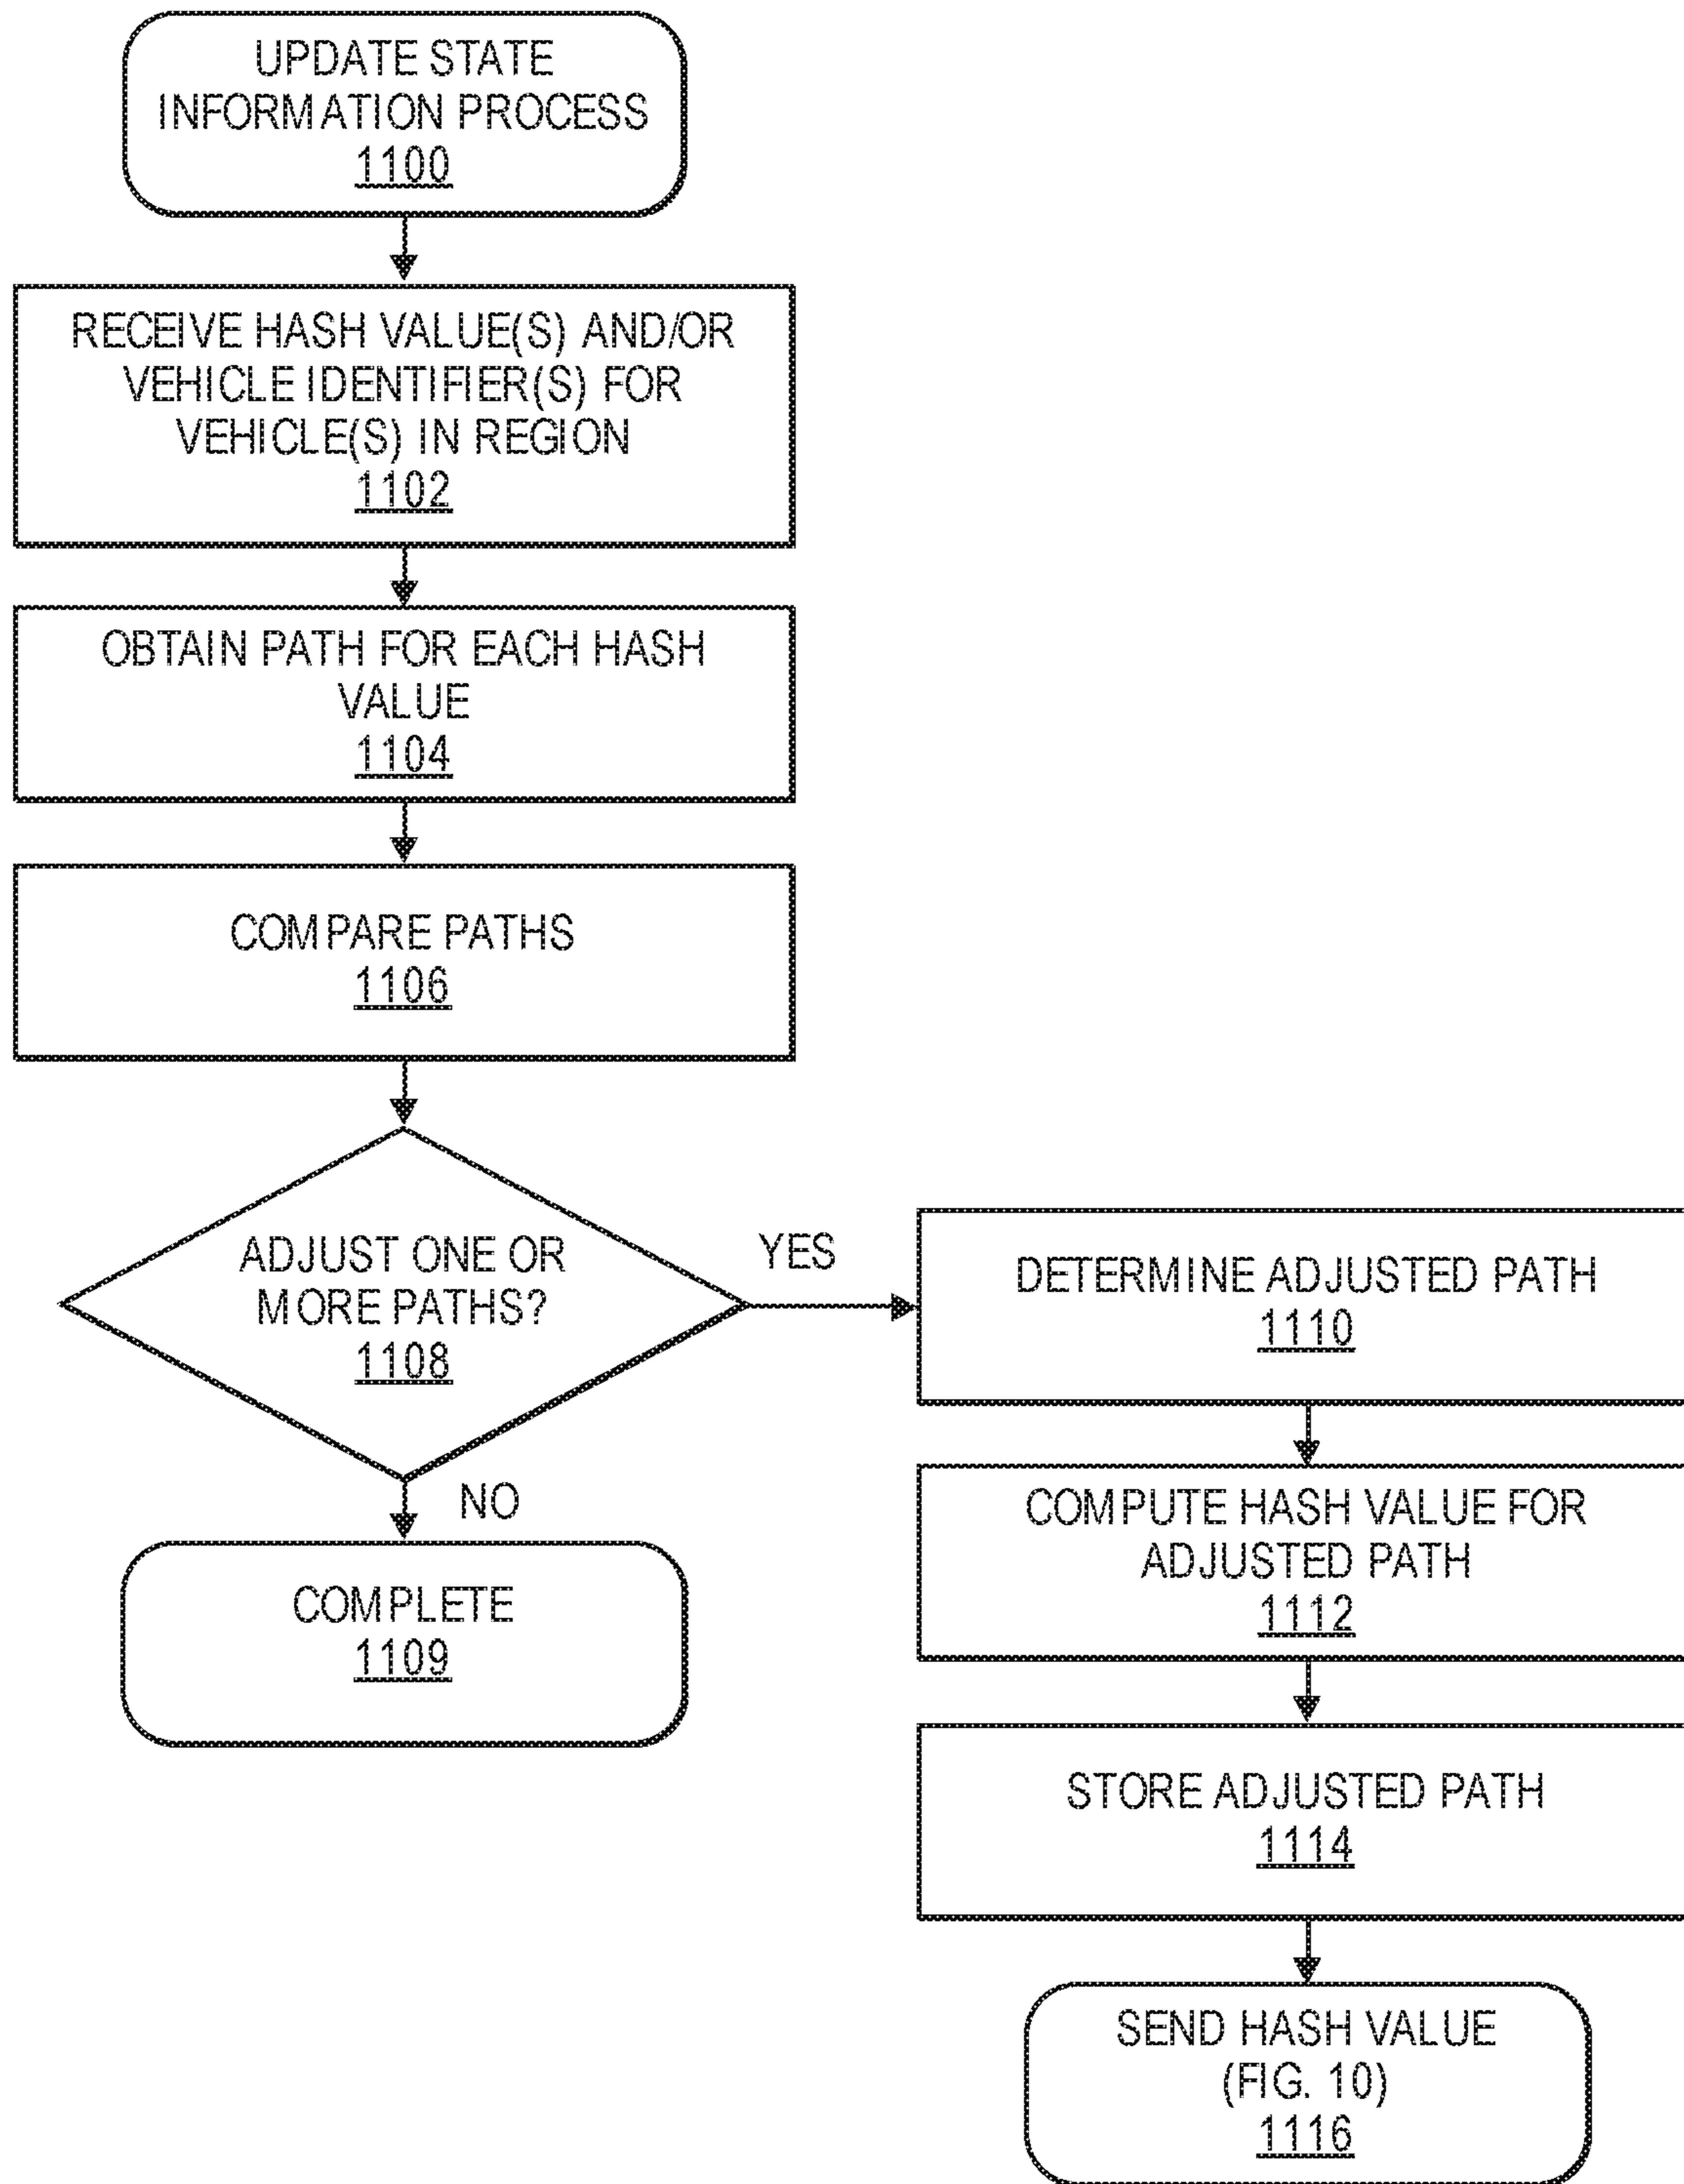 UPDATE STATE
INFORMATION PROCESS
1100
RECEIVE HASH VALUE(S) AND/OR
VEHICLE IDENTIFIER(S) FOR
VEHICLE(S) IN REGION
1102
OBTAIN PATH FOR EACH HASH
VALUE
1104
COMPARE PATHS
1106
ADJUST ONE OR
MORE PATHS?
1108
YES
NO
COMPLETE
1109
DETERMINE ADJUSTED PATH
1110
COMPUTE HASH VALUE FOR
ADJUSTED PATH
1112
STORE ADJUSTED PATH
1114
SEND HASH VALUE
(FIG. 10)
1116